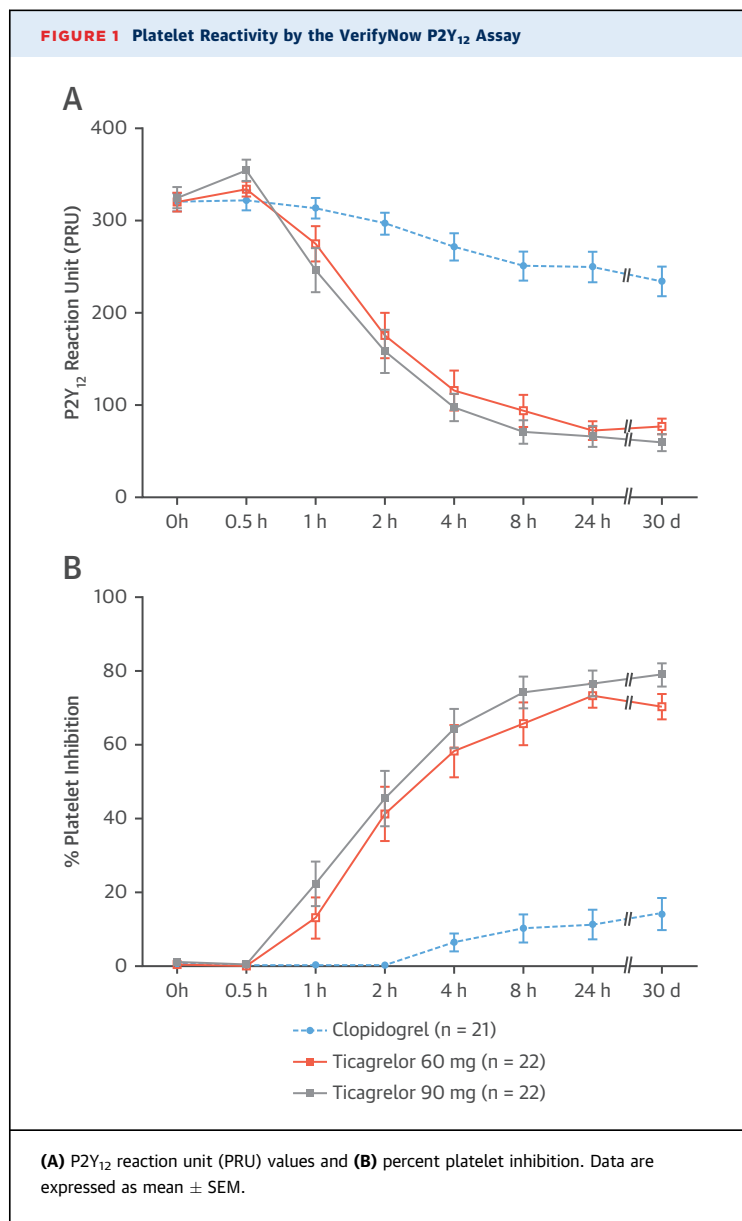 FIGURE 1 Platelet Reactivity by the VerifyNow P2Y₁₂ Assay
A
P2Y₁₂ Reaction Unit (PRU)
400
300
200
100
0
0h 0.5 h 1 h 2 h 4 h 8 h 24 h 30 d
B
% Platelet Inhibition
100
80
60
40
20
0
0h 0.5 h 1 h 2 h 4 h 8 h 24 h 30 d
Clopidogrel (n = 21)
Ticagrelor 60 mg (n = 22)
Ticagrelor 90 mg (n = 22)
(A) P2Y₁₂ reaction unit (PRU) values and (B) percent platelet inhibition. Data are
expressed as mean ± SEM.